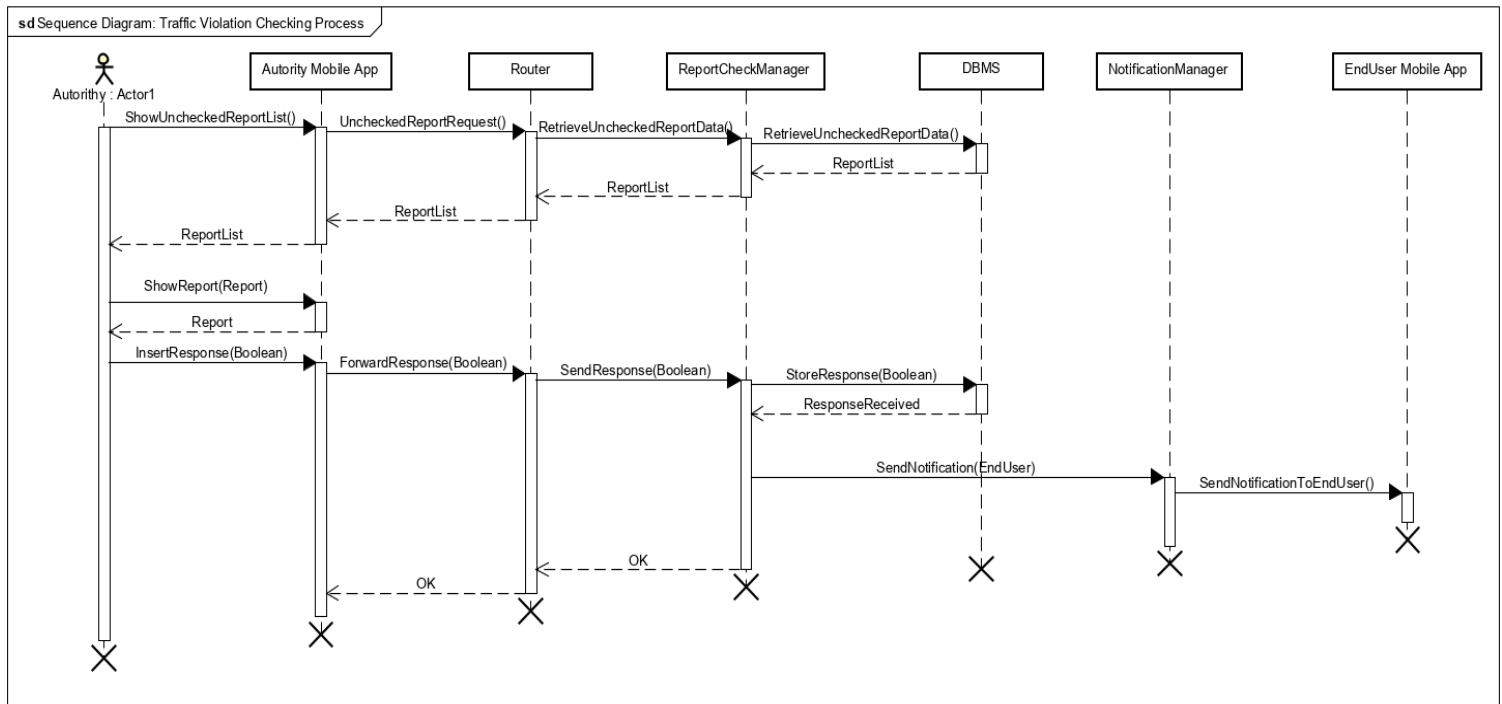 sd Sequence Diagram: Traffic Violation Checking Process
Autorithy : Actor1
Autority Mobile App
Router
ReportCheckManager
DBMS
NotificationManager
EndUser Mobile App
ShowUncheckedReportList()
UncheckedReportRequest()
RetrieveUncheckedReportData()
RetrieveUncheckedReportData()
ReportList
ReportList
ReportList
ReportList
ShowReport(Report)
Report
InsertResponse(Boolean)
ForwardResponse(Boolean)
SendResponse(Boolean)
StoreResponse(Boolean)
ResponseReceived
SendNotification(EndUser)
SendNotificationToEndUser()
OK
OK